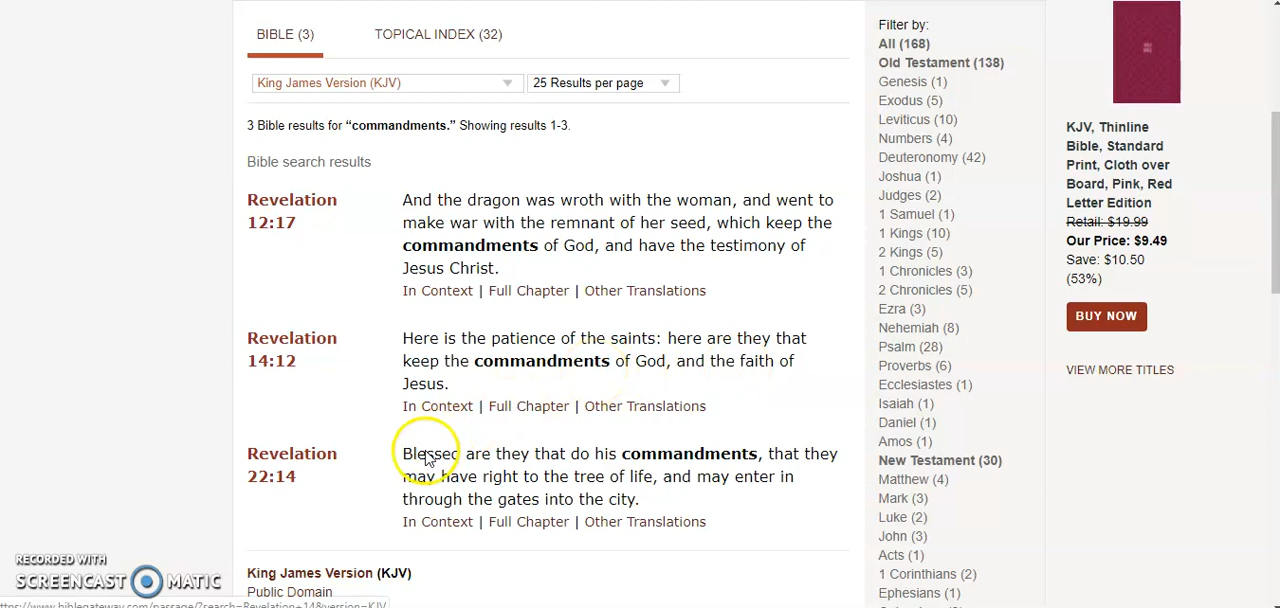 BIBLE (3)
TOPICAL INDEX (32)
King James Version (KJV)
25 Results per page
3 Bible results for “commandments.” Showing results 1-3.
Bible search results
Revelation
12:17
And the dragon was wroth with the woman, and went to
make war with the remnant of her seed, which keep the
commandments of God, and have the testimony of
Jesus Christ.
In Context | Full Chapter | Other Translations
Revelation
14:12
Here is the patience of the saints: here are they that
keep the commandments of God, and the faith of
Jesus.
In Context | Full Chapter | Other Translations
Revelation
22:14
Blessed are they that do his commandments, that they
may have right to the tree of life, and may enter in
through the gates into the city.
In Context | Full Chapter | Other Translations
King James Version (KJV)
Public Domain
Filter by:
All (168)
Old Testament (138)
Genesis (1)
Exodus (5)
Leviticus (10)
Numbers (4)
Deuteronomy (42)
Joshua (1)
Judges (2)
1 Samuel (1)
1 Kings (10)
2 Kings (5)
1 Chronicles (3)
2 Chronicles (5)
Ezra (3)
Nehemiah (8)
Psalm (28)
Proverbs (6)
Ecclesiastes (1)
Isaiah (1)
Daniel (1)
Amos (1)
New Testament (30)
Matthew (4)
Mark (3)
Luke (2)
John (3)
Acts (1)
1 Corinthians (2)
Ephesians (1)
KJV, Thinline
Bible, Standard
Print, Cloth over
Board, Pink, Red
Letter Edition
Retail: $19.99
Our Price: $9.49
Save: $10.50
(53%)
BUY NOW
VIEW MORE TITLES
RECORDED WITH
SCREENCAST MATIC